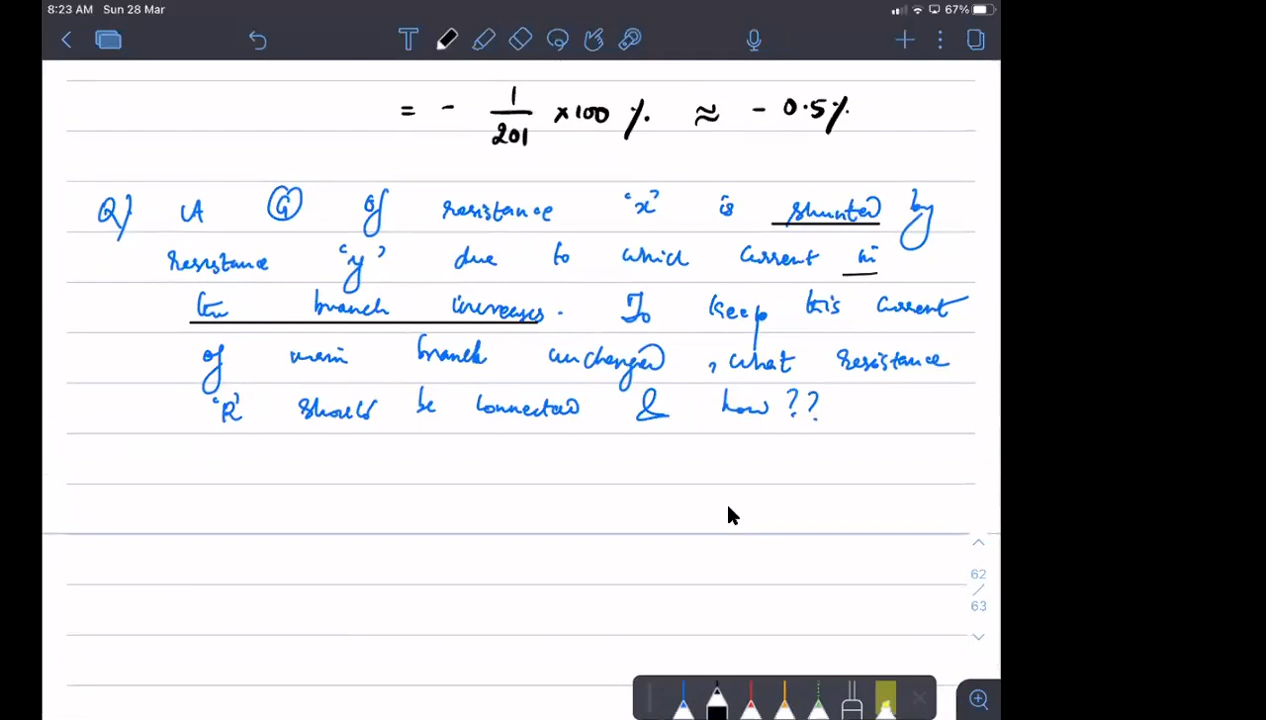 8:23 AM Sun 28 Mar
67%
T
= - 1/201 × 100 % ≈ - 0.5%
Q) A G of resistance 'x' is shunted by
resistance 'y' due to which current in
the branch increases. To keep this current
of main branch unchanged, what resistance
'R' should be connected & how??
62
/
63